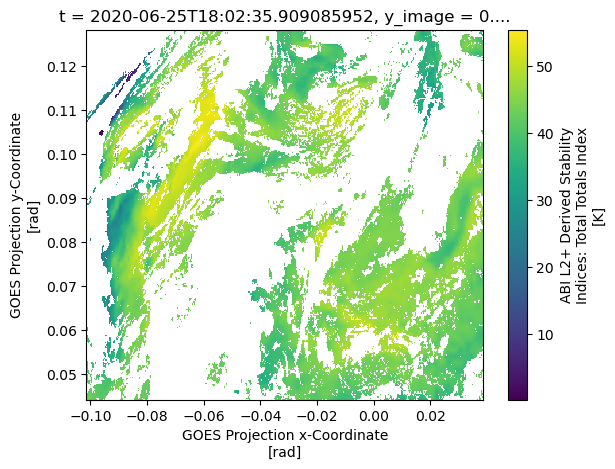 t = 2020-06-25T18:02:35.909085952, y_image = 0....
0.12
0.11
0.10
0.09
0.08
0.07
0.06
0.05
GOES Projection y-Coordinate
[rad]
−0.10 −0.08 −0.06 −0.04 −0.02 0.00 0.02
GOES Projection x-Coordinate
[rad]
50
40
30
20
10
ABI L2+ Derived Stability
Indices: Total Totals Index
[K]